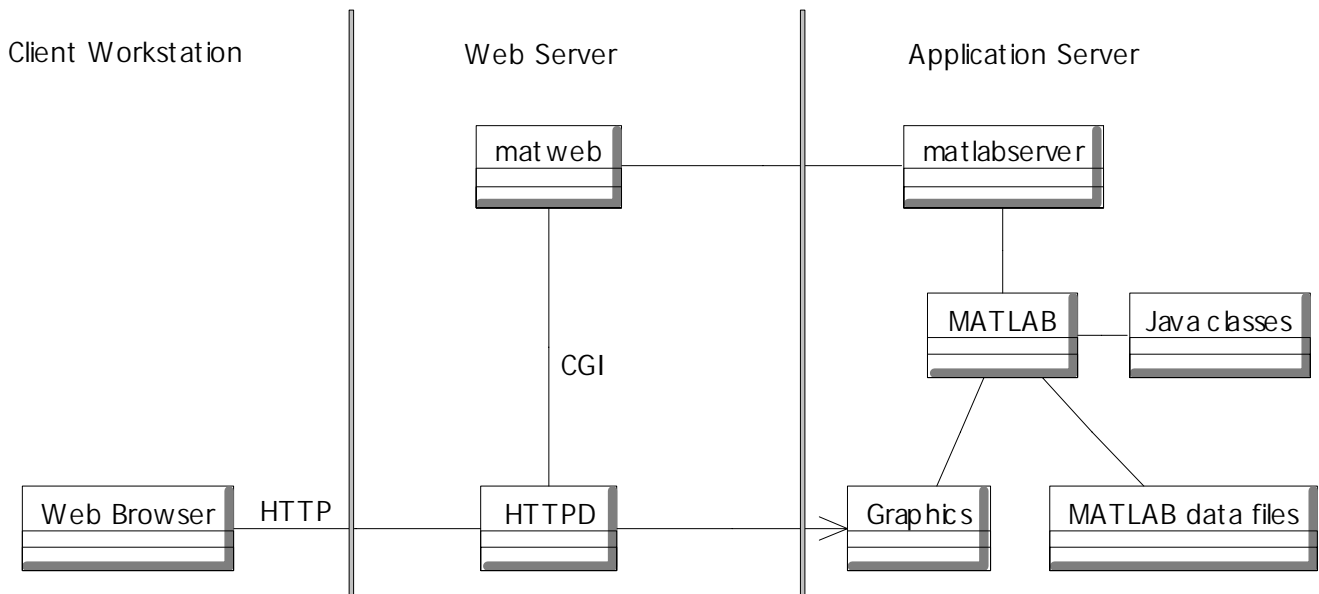 Client Workstation
Web Server
Application Server
matweb
matlabserver
MATLAB
Java classes
CGI
Web Browser
HTTP
HTTPD
Graphics
MATLAB data files